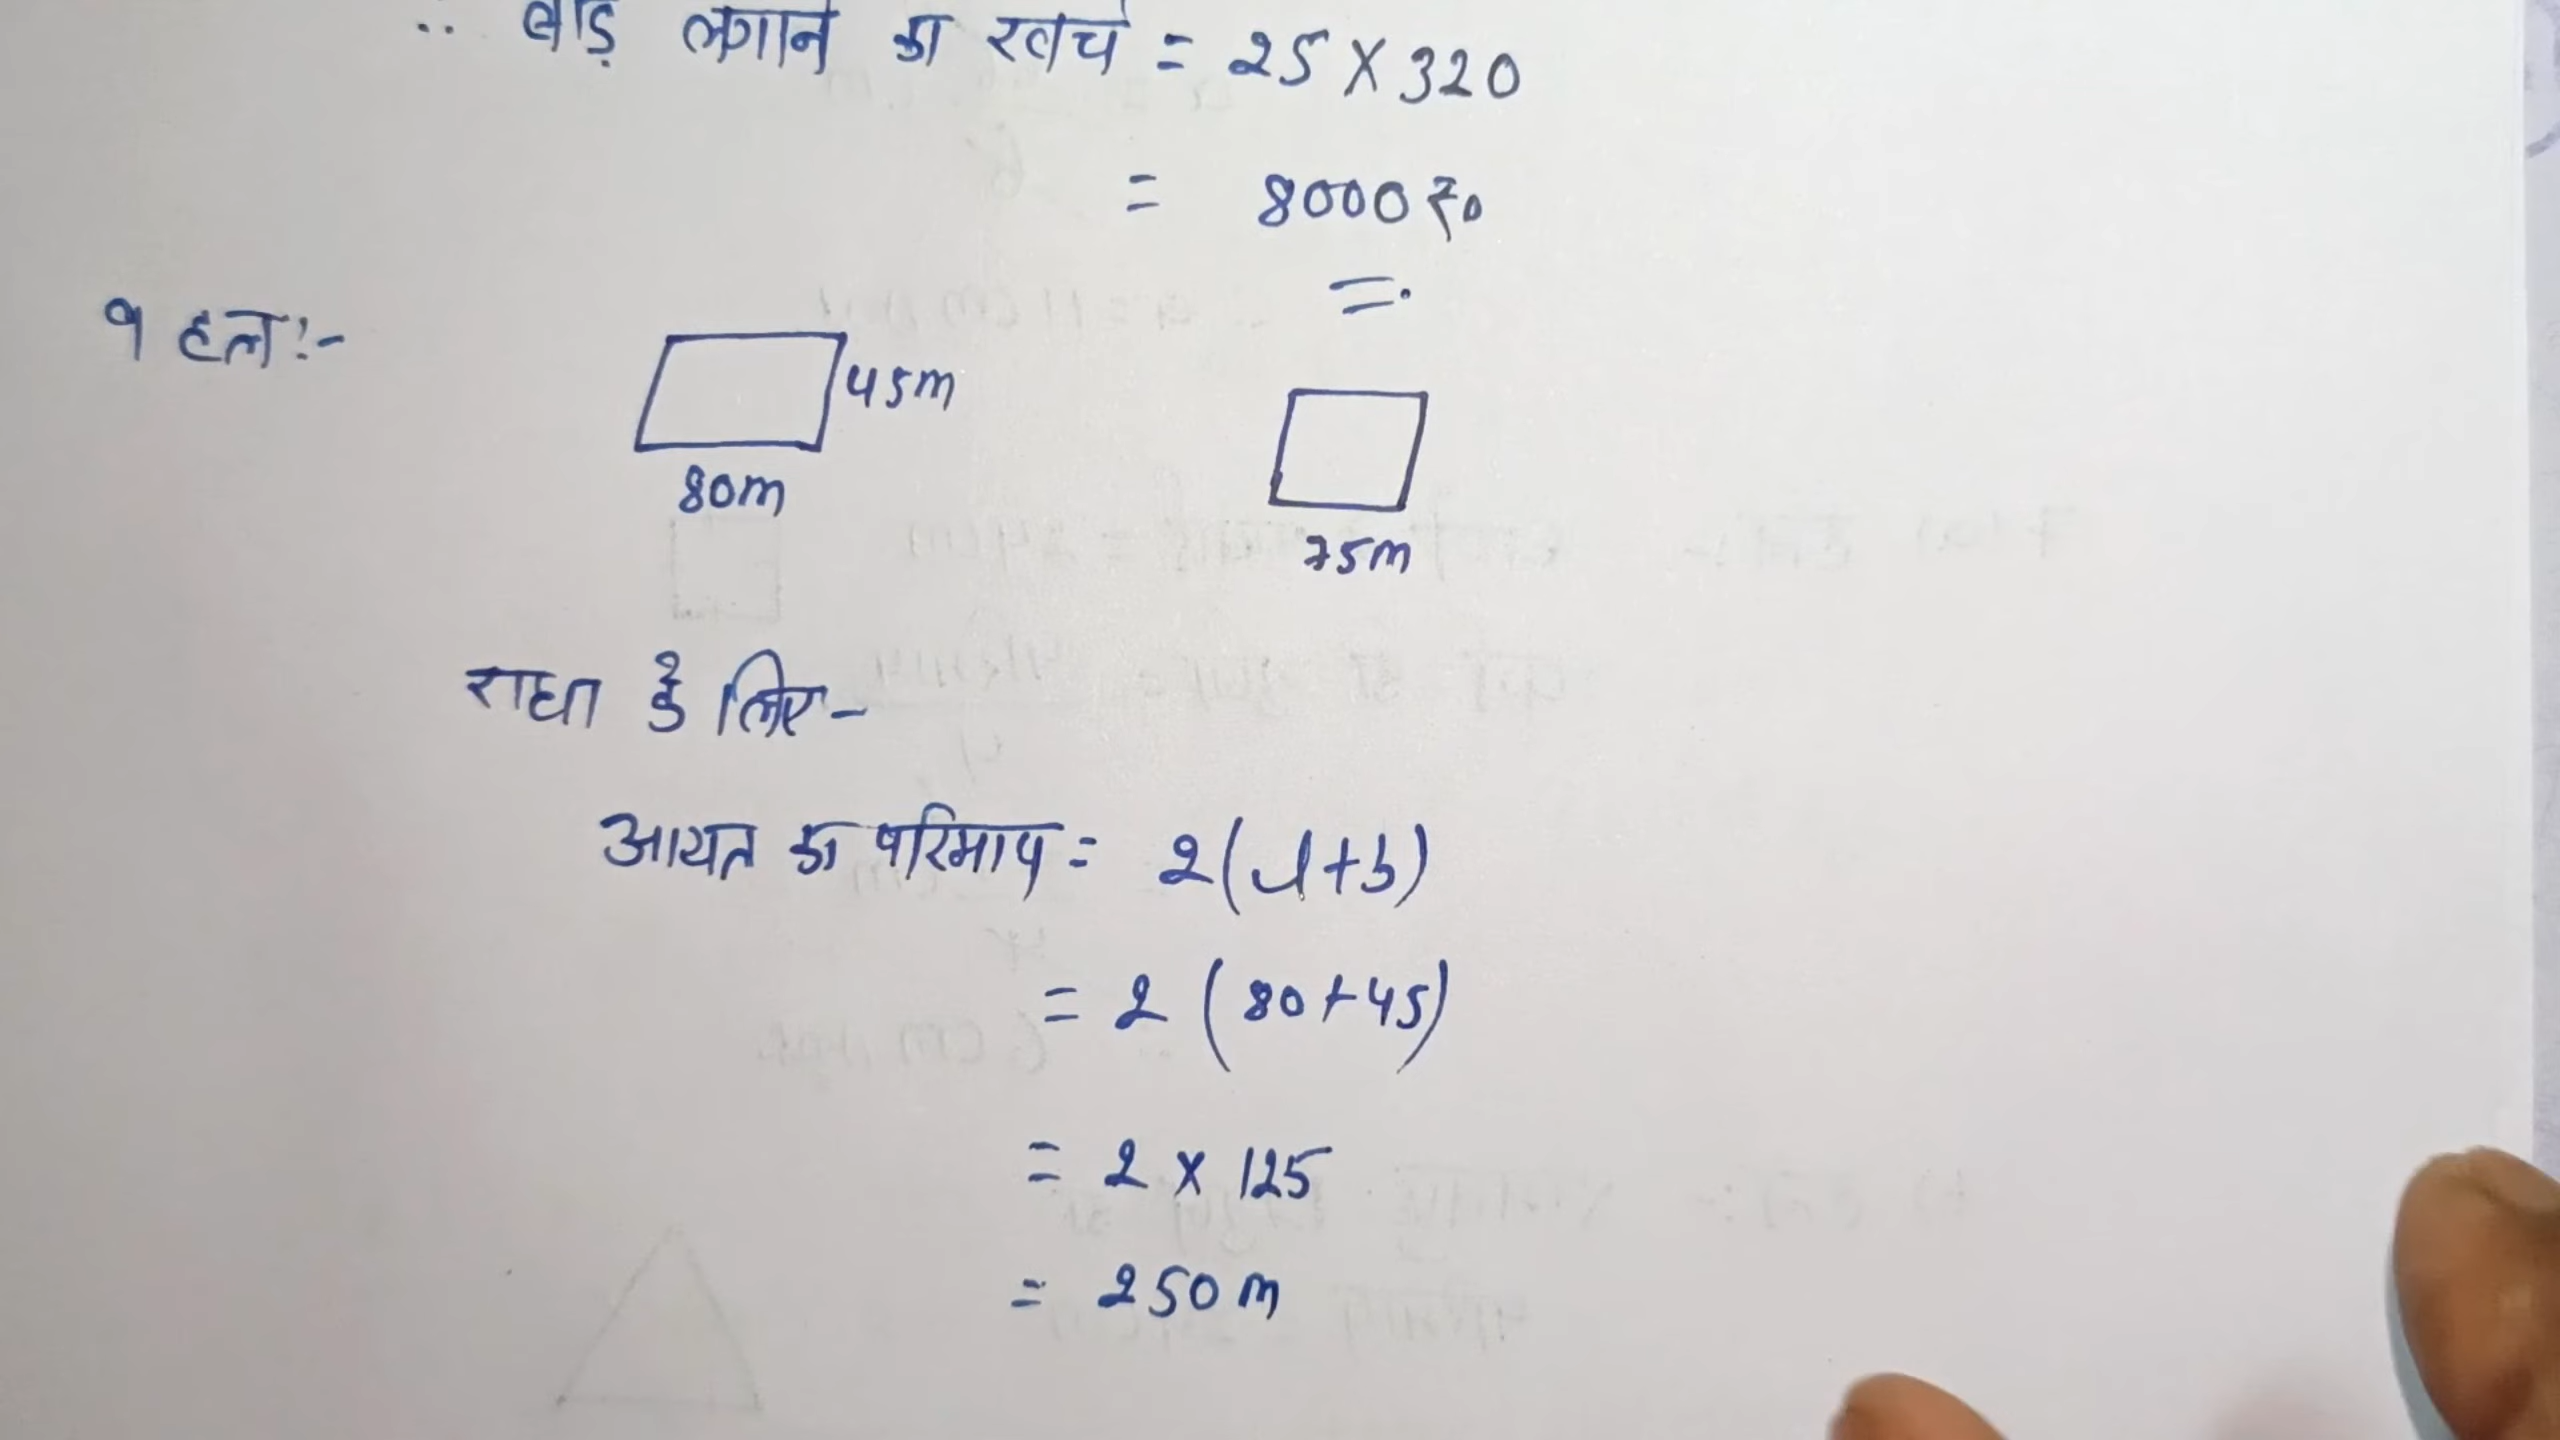 ∴ बाड़ लगाने का खर्च = 25 × 320
= 8000 रु०
९ हल:-
45m
80m
75m
राधा के लिए-
आयत का परिमाप = 2(l+b)
= 2 (80+45)
= 2 × 125
= 250 m